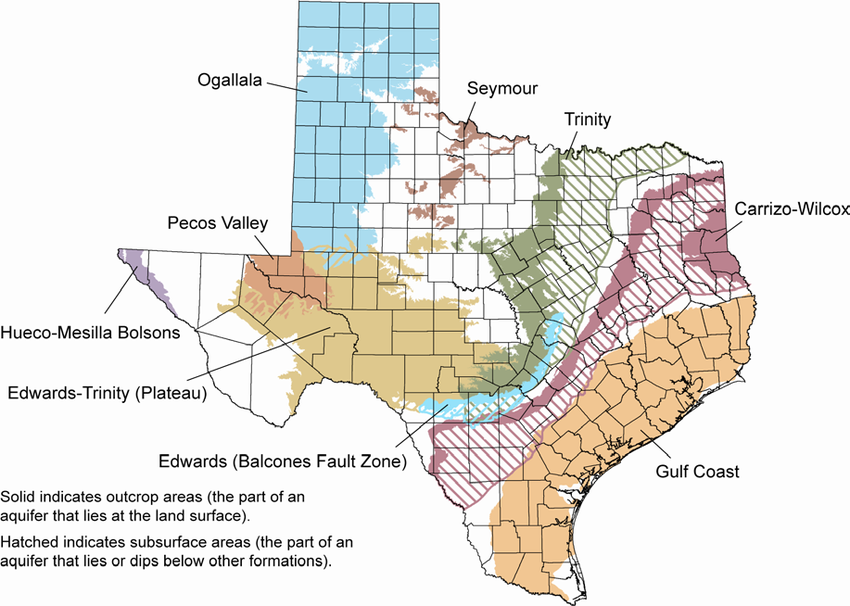 Ogallala
Seymour
Trinity
Carrizo-Wilcox
Pecos Valley
Hueco-Mesilla Bolsons
Edwards-Trinity (Plateau)
Edwards (Balcones Fault Zone)
Gulf Coast
Solid indicates outcrop areas (the part of an
aquifer that lies at the land surface).
Hatched indicates subsurface areas (the part of an
aquifer that lies or dips below other formations).